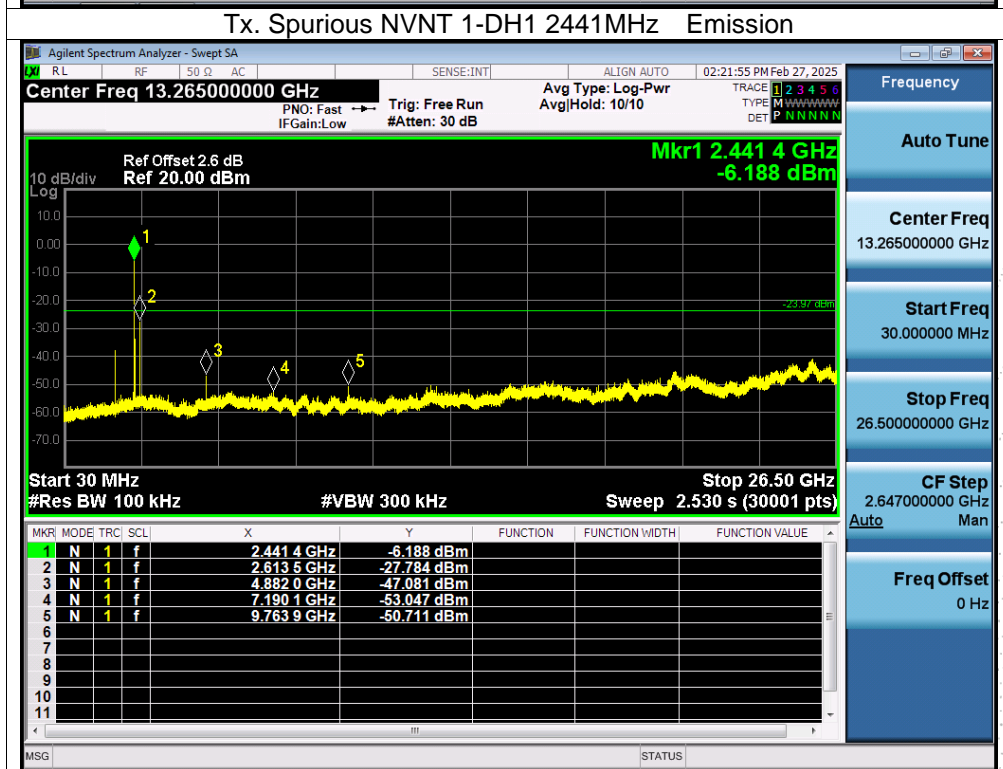 Tx. Spurious NVNT 1-DH1 2441MHz Emission
Agilent Spectrum Analyzer - Swept SA
LXI RL RF 50 Ω AC SENSE:INT ALIGN AUTO 02:21:55 PM Feb 27, 2025
Center Freq 13.265000000 GHz
PNO: Fast
IFGain:Low
Trig: Free Run
#Atten: 30 dB
Avg Type: Log-Pwr
Avg|Hold: 10/10
TRACE 1 2 3 4 5 6
TYPE M WWWWW
DET P N N N N N
Ref Offset 2.6 dB
10 dB/div Ref 20.00 dBm
Log
Mkr1 2.441 4 GHz
-6.188 dBm
10.0
0.00
-10.0
-20.0
-30.0
-40.0
-50.0
-60.0
-70.0
1
2
3
4
5
-23.97 dBm
Start 30 MHz Stop 26.50 GHz
#Res BW 100 kHz #VBW 300 kHz Sweep 2.530 s (30001 pts)
MKR MODE TRC SCL X Y FUNCTION FUNCTION WIDTH FUNCTION VALUE
1 N 1 f 2.441 4 GHz -6.188 dBm
2 N 1 f 2.613 5 GHz -27.784 dBm
3 N 1 f 4.882 0 GHz -47.081 dBm
4 N 1 f 7.190 1 GHz -53.047 dBm
5 N 1 f 9.763 9 GHz -50.711 dBm
6
7
8
9
10
11
MSG STATUS
Frequency
Auto Tune
Center Freq
13.265000000 GHz
Start Freq
30.000000 MHz
Stop Freq
26.500000000 GHz
CF Step
2.647000000 GHz
Auto Man
Freq Offset
0 Hz